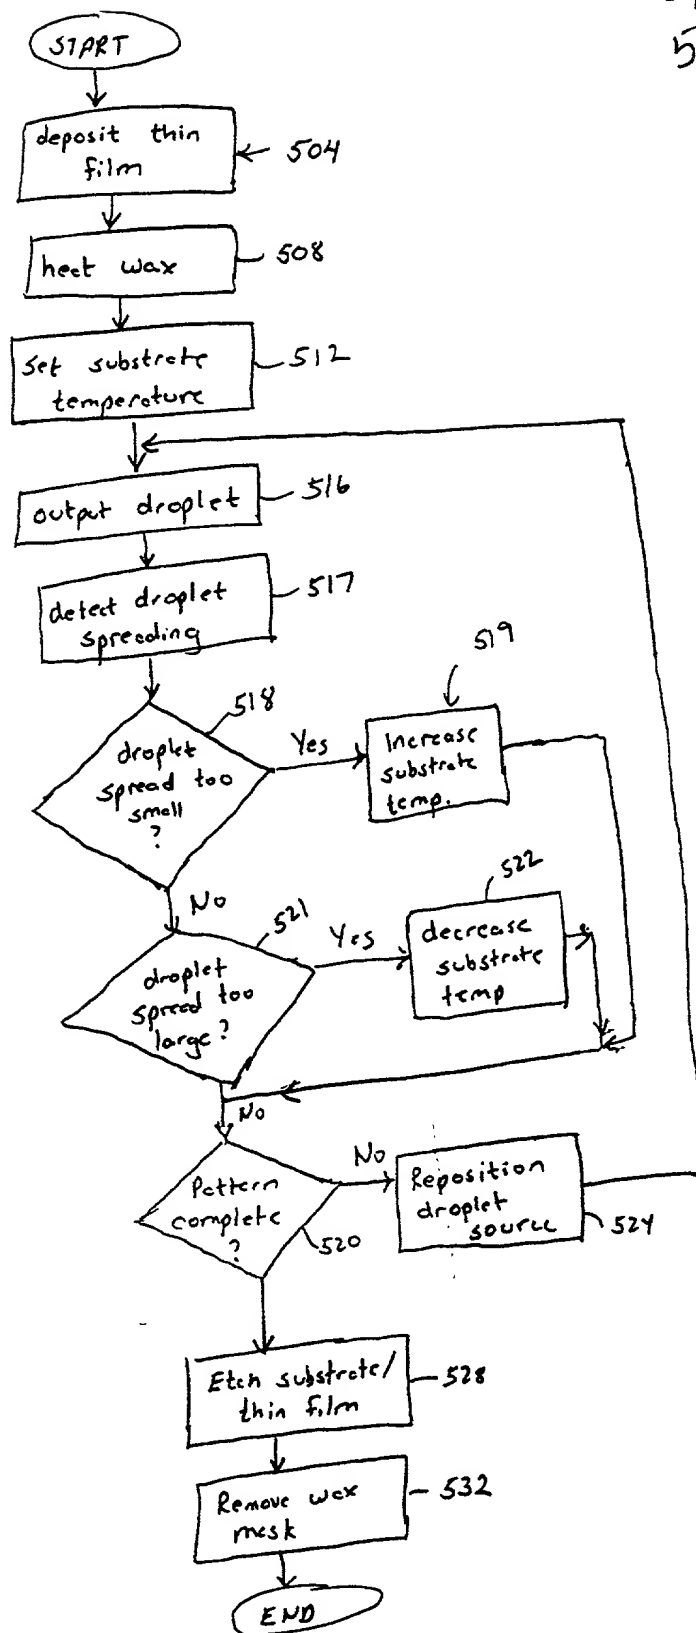 5
START
deposit thin
film
504
heat wax
508
Set substrate
temperature
512
output droplet
516
detect droplet
spreading
517
518
519
droplet
spread too
small
?
Yes
Increase
substrate
temp.
No
521
522
droplet
spread too
large?
Yes
decrease
substrate
temp
No
Pattern
complete
?
520
No
Reposition
droplet
source
524
Etch substrate/
thin film
528
Remove wax
mask
532
END